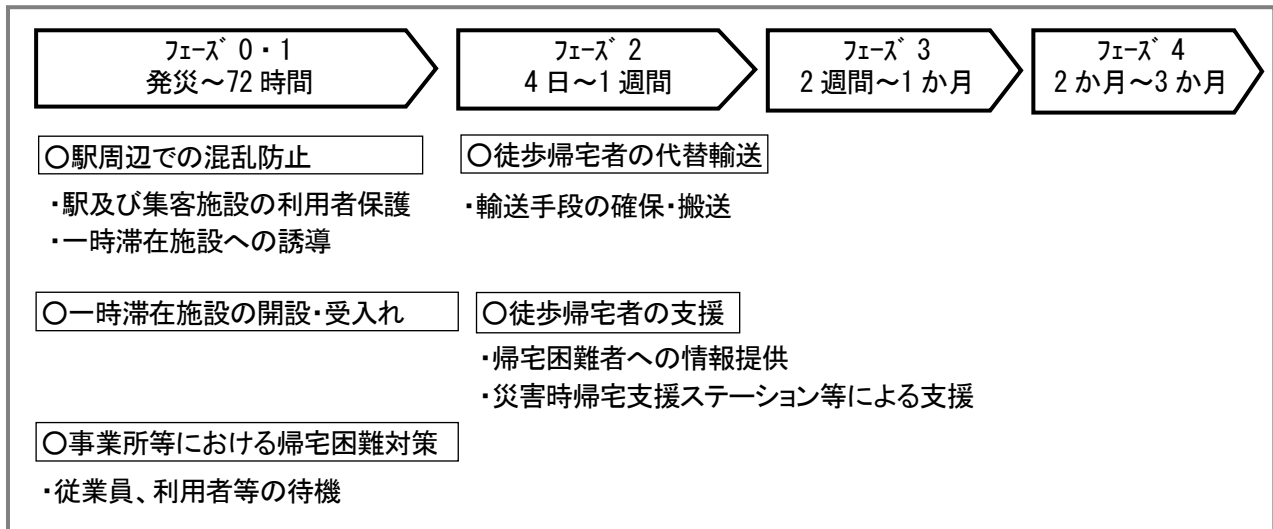 ﾌｪｰｽﾞ 0・1
発災～72 時間
ﾌｪｰｽﾞ 2
4 日～1 週間
ﾌｪｰｽﾞ 3
2 週間～1 か月
ﾌｪｰｽﾞ 4
2 か月～3 か月
〇駅周辺での混乱防止
・駅及び集客施設の利用者保護
・一時滞在施設への誘導
〇徒歩帰宅者の代替輸送
・輸送手段の確保・搬送
〇一時滞在施設の開設・受入れ
〇徒歩帰宅者の支援
・帰宅困難者への情報提供
・災害時帰宅支援ステーション等による支援
〇事業所等における帰宅困難対策
・従業員、利用者等の待機